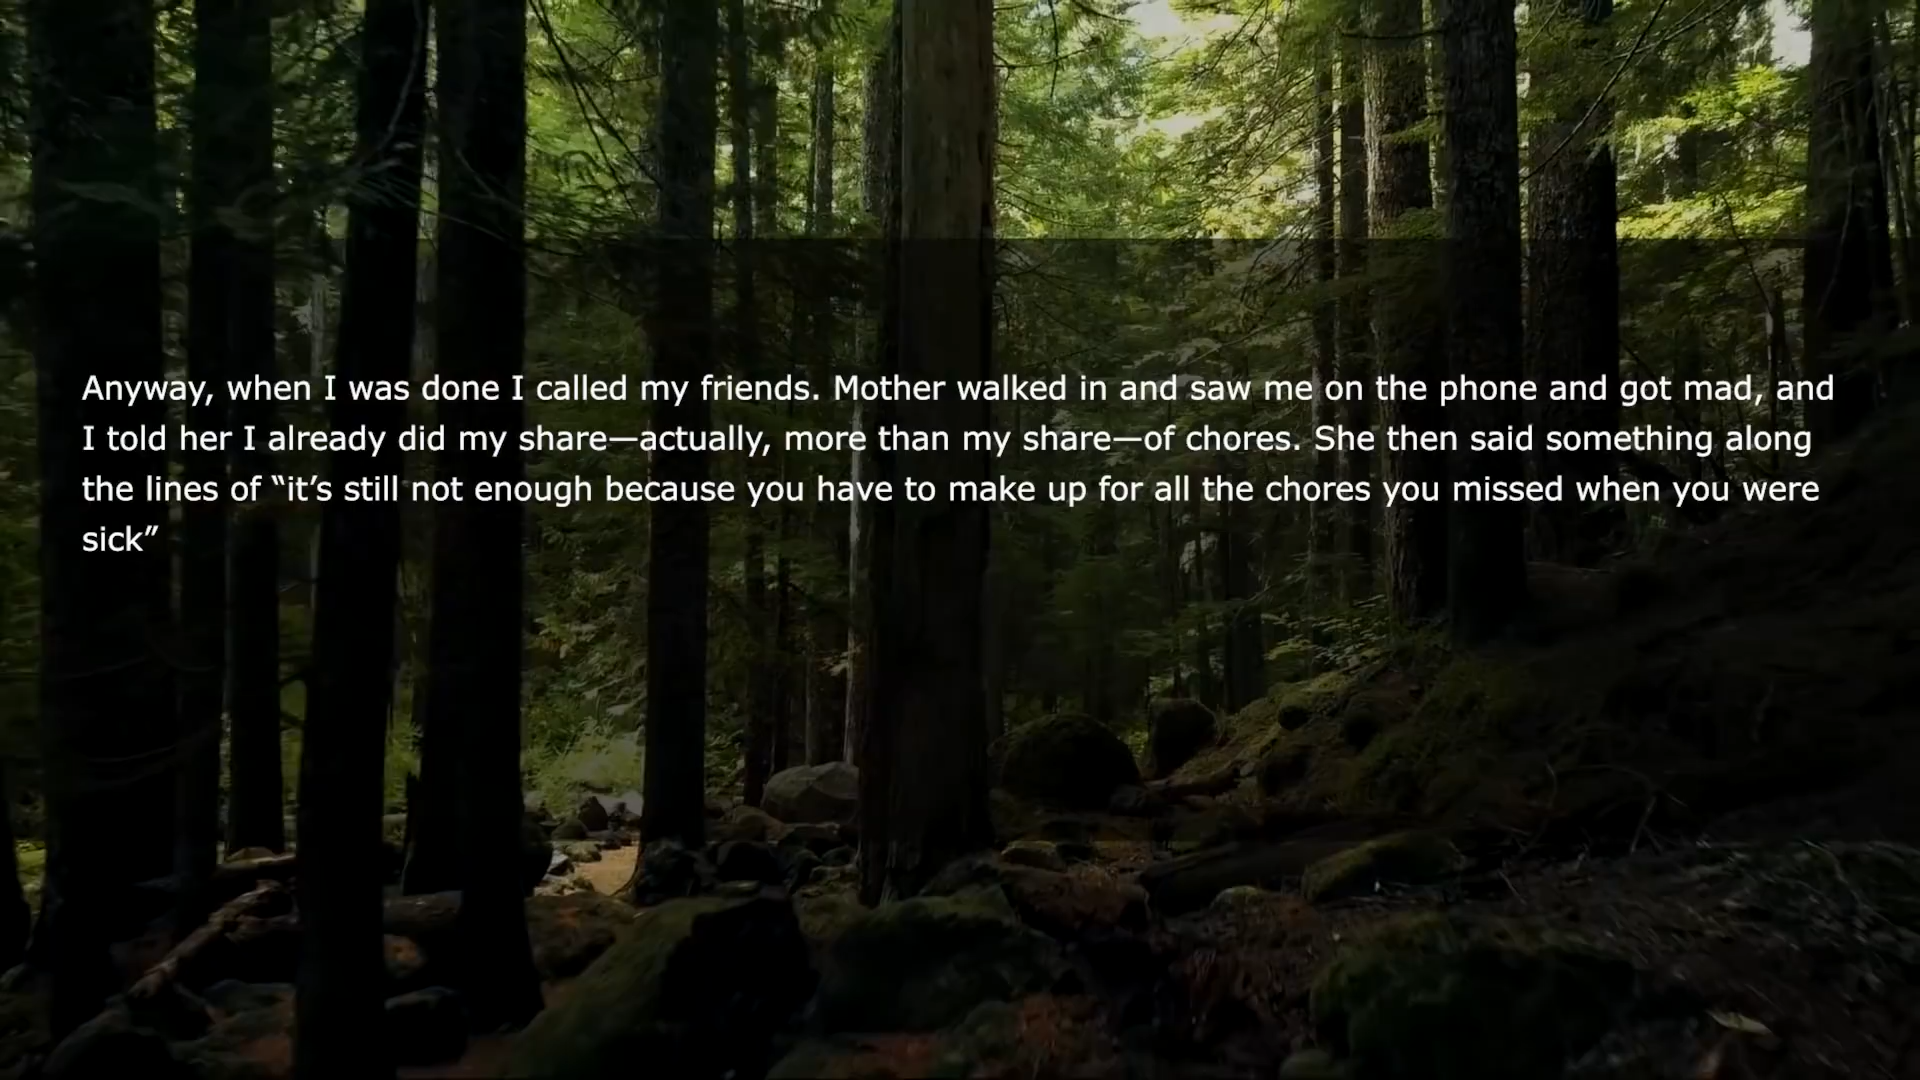 Anyway, when I was done I called my friends. Mother walked in and saw me on the phone and got mad, and
I told her I already did my share—actually, more than my share—of chores. She then said something along
the lines of “it’s still not enough because you have to make up for all the chores you missed when you were
sick”